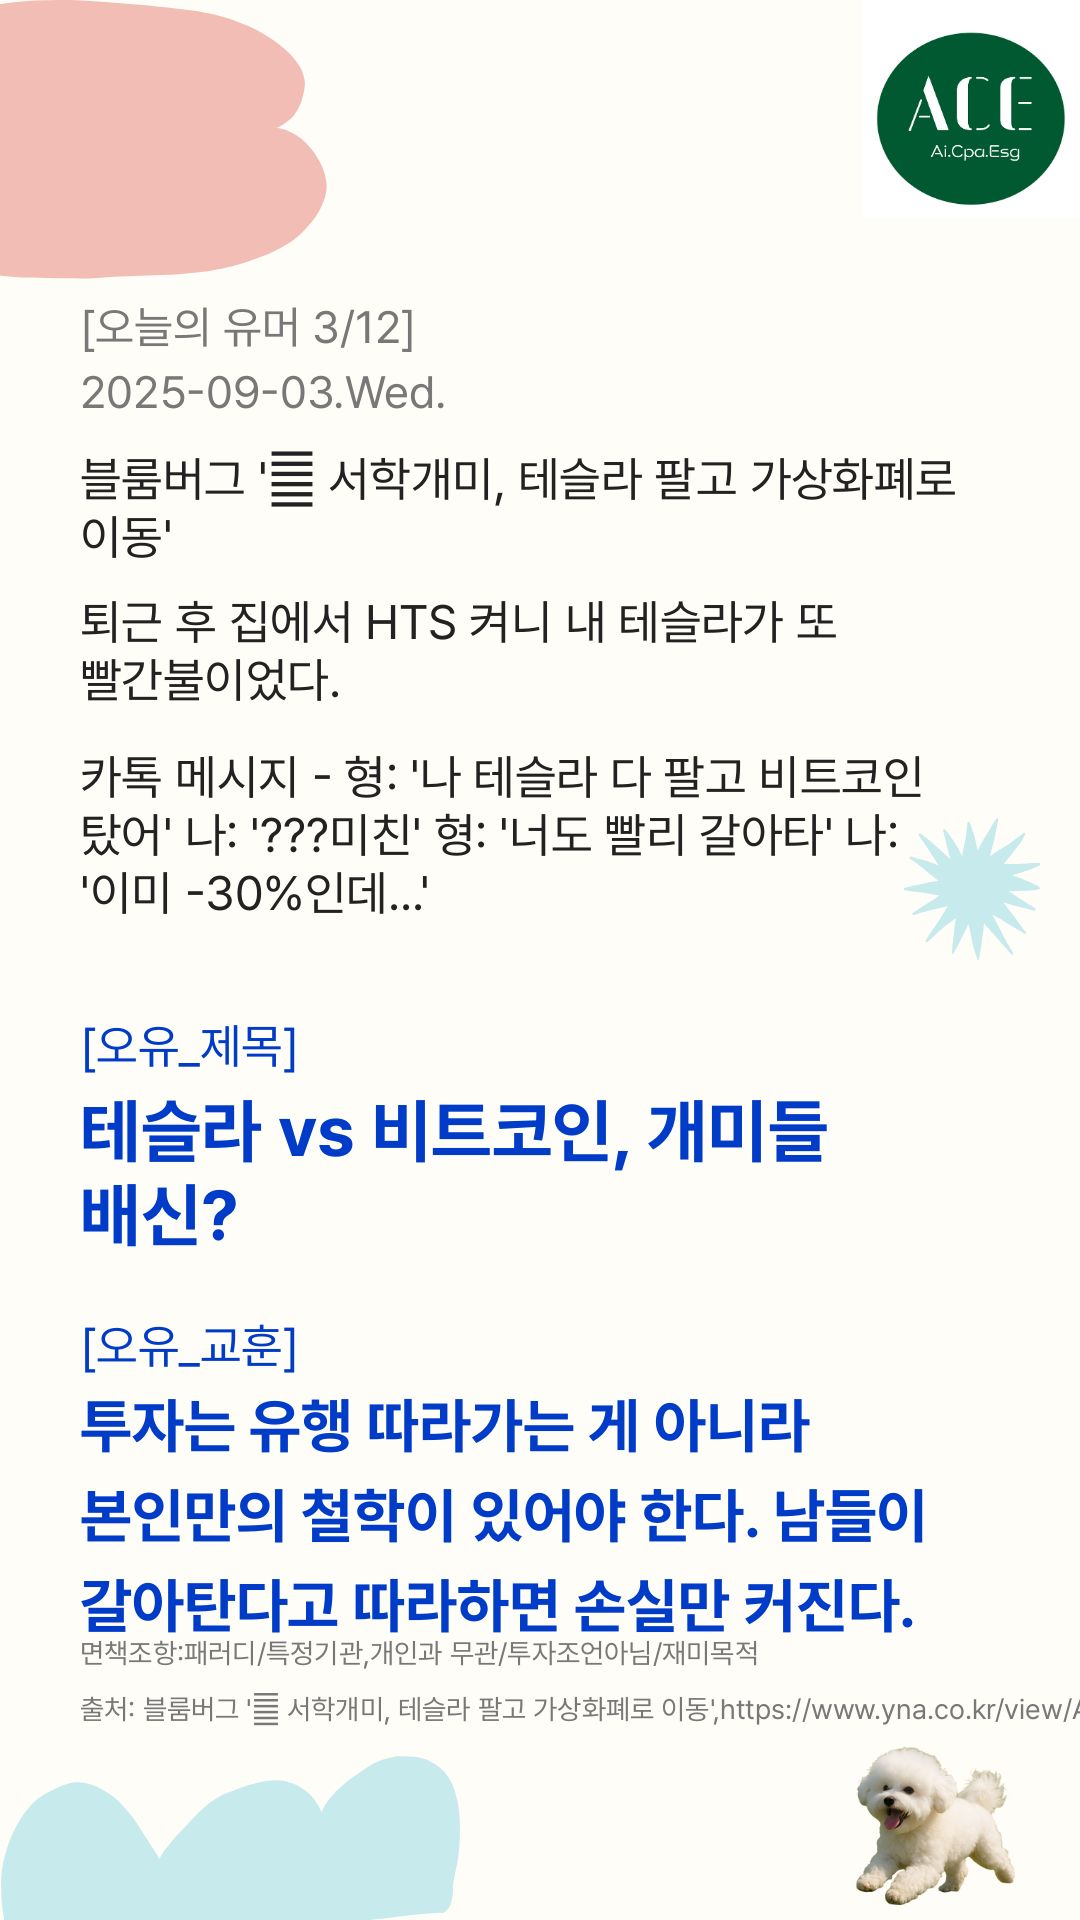 ACE
Ai.Cpa.Esg
[오늘의 유머 3/12]
2025-09-03.Wed.
블룸버그 ' 서학개미, 테슬라 팔고 가상화폐로
이동'
퇴근 후 집에서 HTS 켜니 내 테슬라가 또
빨간불이었다.
카톡 메시지 - 형: '나 테슬라 다 팔고 비트코인
탔어' 나: '???미친' 형: '너도 빨리 갈아타' 나:
'이미 -30%인데...'
[오유_제목]
테슬라 vs 비트코인, 개미들
배신?
[오유_교훈]
투자는 유행 따라가는 게 아니라
본인만의 철학이 있어야 한다. 남들이
갈아탄다고 따라하면 손실만 커진다.
면책조항:패러디/특정기관,개인과 무관/투자조언아님/재미목적
출처: 블룸버그 ' 서학개미, 테슬라 팔고 가상화폐로 이동',https://www.yna.co.kr/view/A